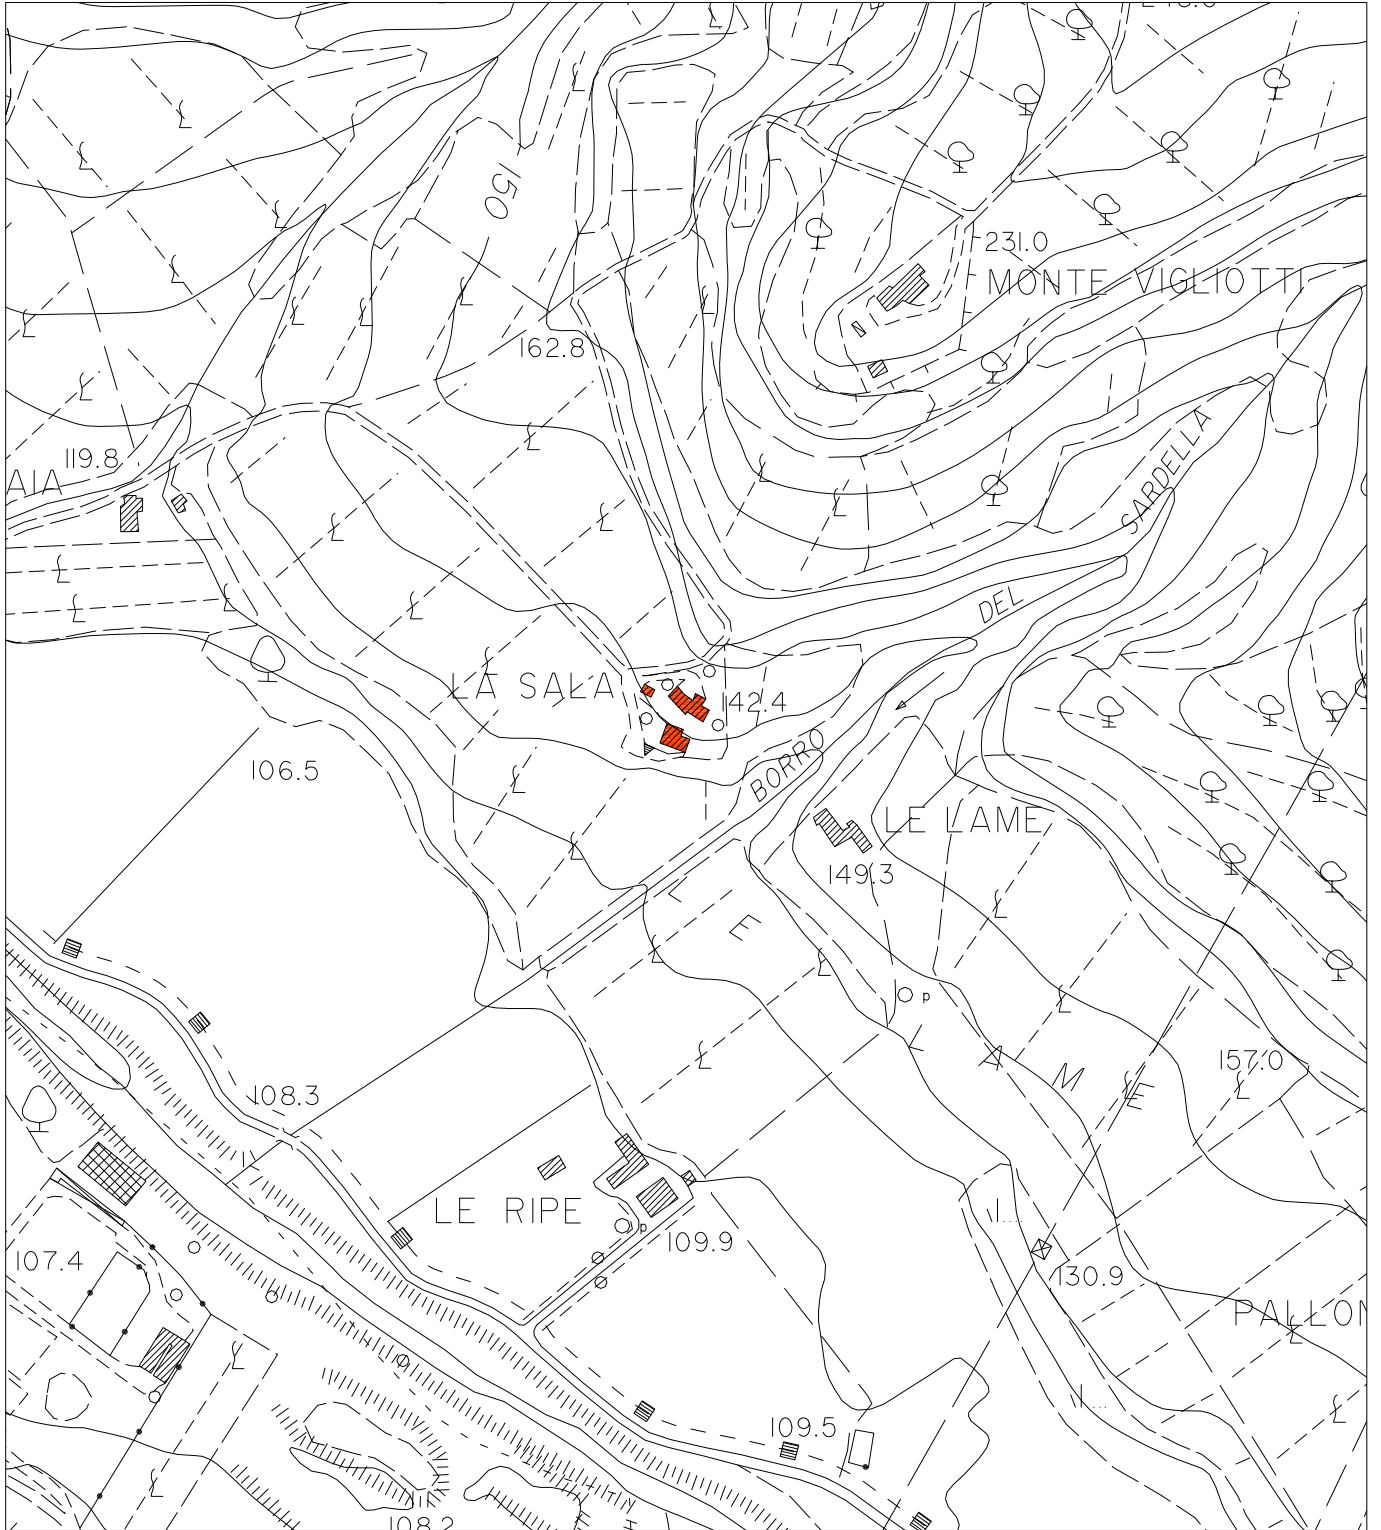 150
231.0
MONTE VIGLIOTTI
162.8
119.8
AIA
SARDELLA
DEL
LA SALA
142.4
BORRO
106.5
LE LAME
149.3
L E
p
L A M E
157.0
108.3
LE RIPE
p
109.9
107.4
130.9
PALLON
109.5
108.2